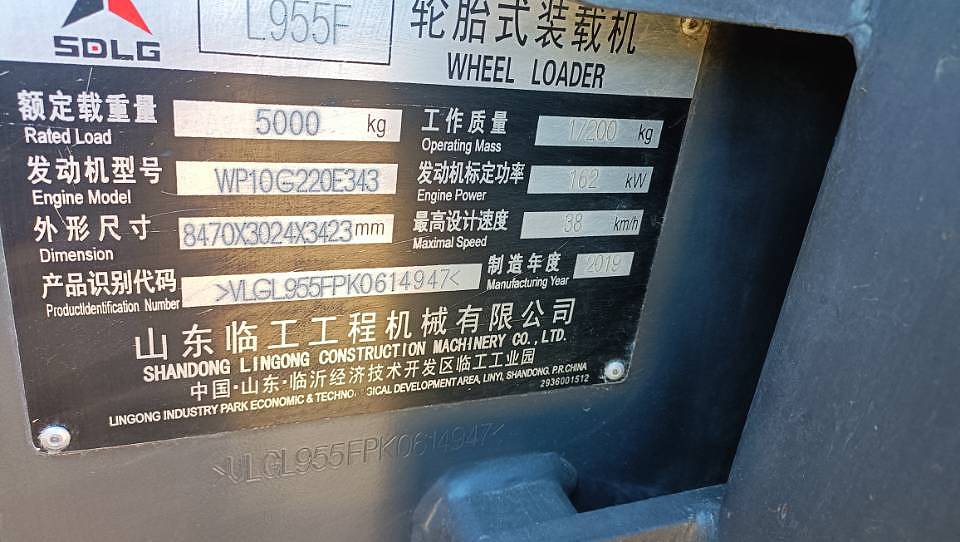 SDLG
L955F
轮胎式装载机
WHEEL LOADER
额定载重量 5000 kg
Rated Load
工作质量 17200 kg
Operating Mass
发动机型号 WP10G220E343
Engine Model
发动机标定功率 162 kW
Engine Power
外形尺寸 8470X3024X3423 mm
Dimension
最高设计速度 38 km/h
Maximal Speed
产品识别代码 >VLGL955FPK0614947<
ProductIdentification Number
制造年度 2019
Manufacturing Year
山东临工工程机械有限公司
SHANDONG LINGONG CONSTRUCTION MACHINERY CO., LTD.
中国·山东·临沂经济技术开发区临工工业园
LINGONG INDUSTRY PARK ECONOMIC & TECHNOLOGICAL DEVELOPMENT AREA, LINYI, SHANDONG. P.R.CHINA
2936001512
>VLGL955FPK0614947<